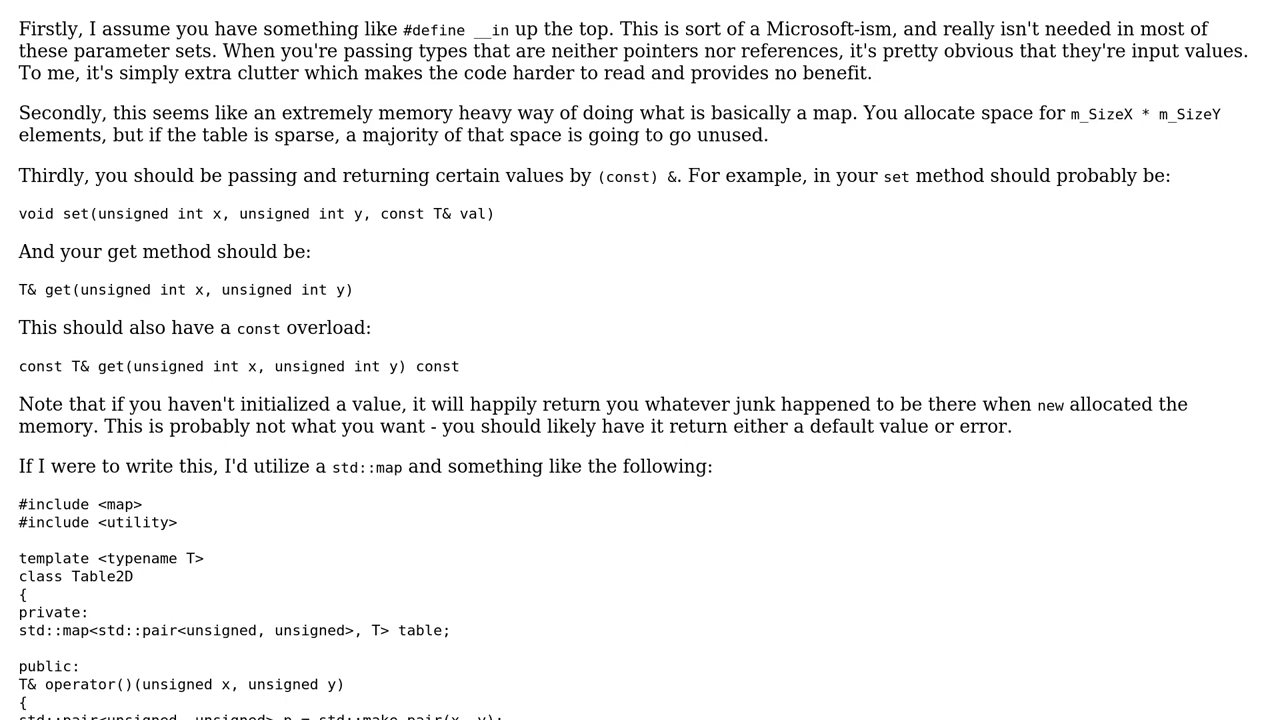 Firstly, I assume you have something like #define __in up the top. This is sort of a Microsoft-ism, and really isn't needed in most of
these parameter sets. When you're passing types that are neither pointers nor references, it's pretty obvious that they're input values.
To me, it's simply extra clutter which makes the code harder to read and provides no benefit.
Secondly, this seems like an extremely memory heavy way of doing what is basically a map. You allocate space for m_SizeX * m_SizeY
elements, but if the table is sparse, a majority of that space is going to go unused.
Thirdly, you should be passing and returning certain values by (const) &. For example, in your set method should probably be:
void set(unsigned int x, unsigned int y, const T& val)
And your get method should be:
T& get(unsigned int x, unsigned int y)
This should also have a const overload:
const T& get(unsigned int x, unsigned int y) const
Note that if you haven't initialized a value, it will happily return you whatever junk happened to be there when new allocated the
memory. This is probably not what you want - you should likely have it return either a default value or error.
If I were to write this, I'd utilize a std::map and something like the following:
#include <map>
#include <utility>
template <typename T>
class Table2D
{
private:
std::map<std::pair<unsigned, unsigned>, T> table;
public:
T& operator()(unsigned x, unsigned y)
{
std::pair<unsigned, unsigned> p = std::make_pair(x, y);